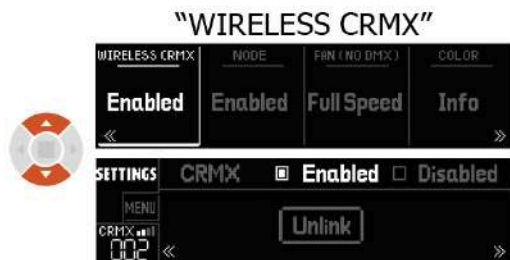 "WIRELESS CRMX"
WIRELESS CRMX NODE FAN (NO DMX) COLOR
Enabled Enabled Full Speed Info
« »
SETTINGS CRMX Enabled Disabled
MENU
Unlink
CRMX
002 « »